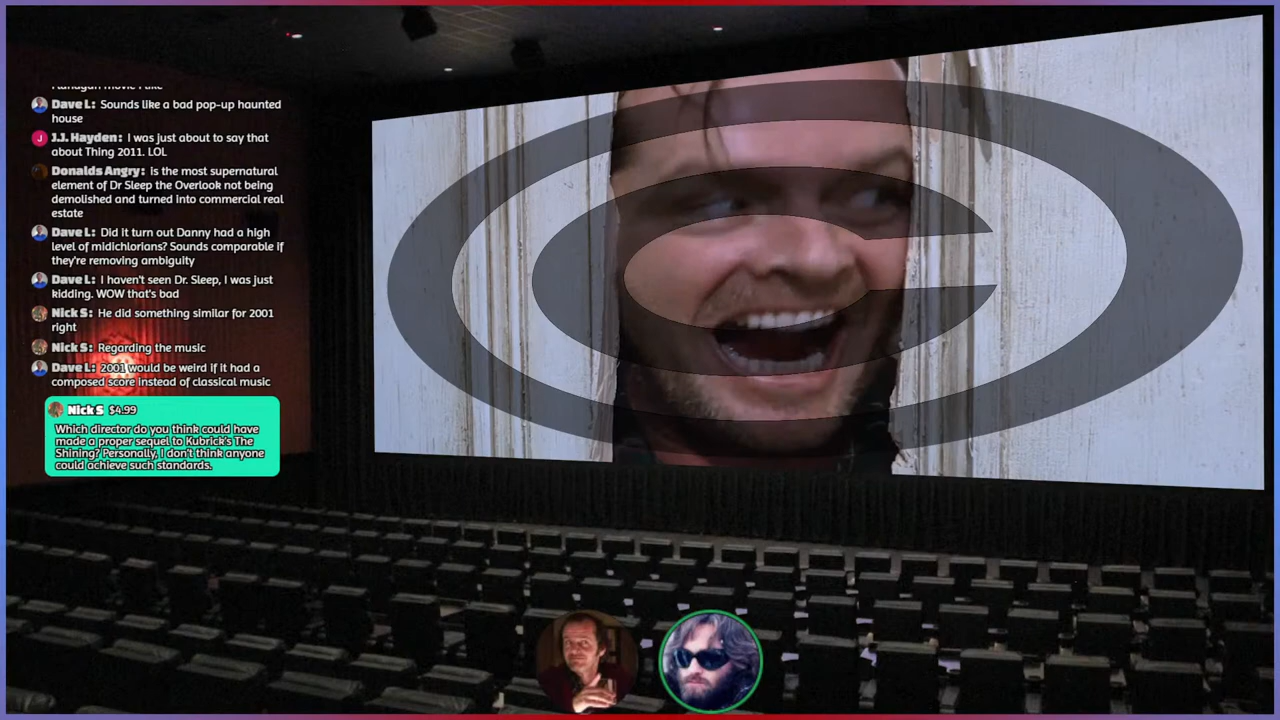 Flanagan movie I like
Dave L: Sounds like a bad pop-up haunted
house
J
J.J. Hayden: I was just about to say that
about Thing 2011. LOL
Donalds Angry: is the most supernatural
element of Dr Sleep the Overlook not being
demolished and turned into commercial real
estate
Dave L: Did it turn out Danny had a high
level of midichlorians? Sounds comparable if
they're removing ambiguity
Dave L: I haven't seen Dr. Sleep, I was just
kidding. WOW that's bad
Nick S: He did something similar for 2001
right
Nick S: Regarding the music
Dave L: 2001 would be weird if it had a
composed score instead of classical music
Nick S $4.99
Which director do you think could have
made a proper sequel to Kubrick's The
Shining? Personally, I don't think anyone
could achieve such standards.